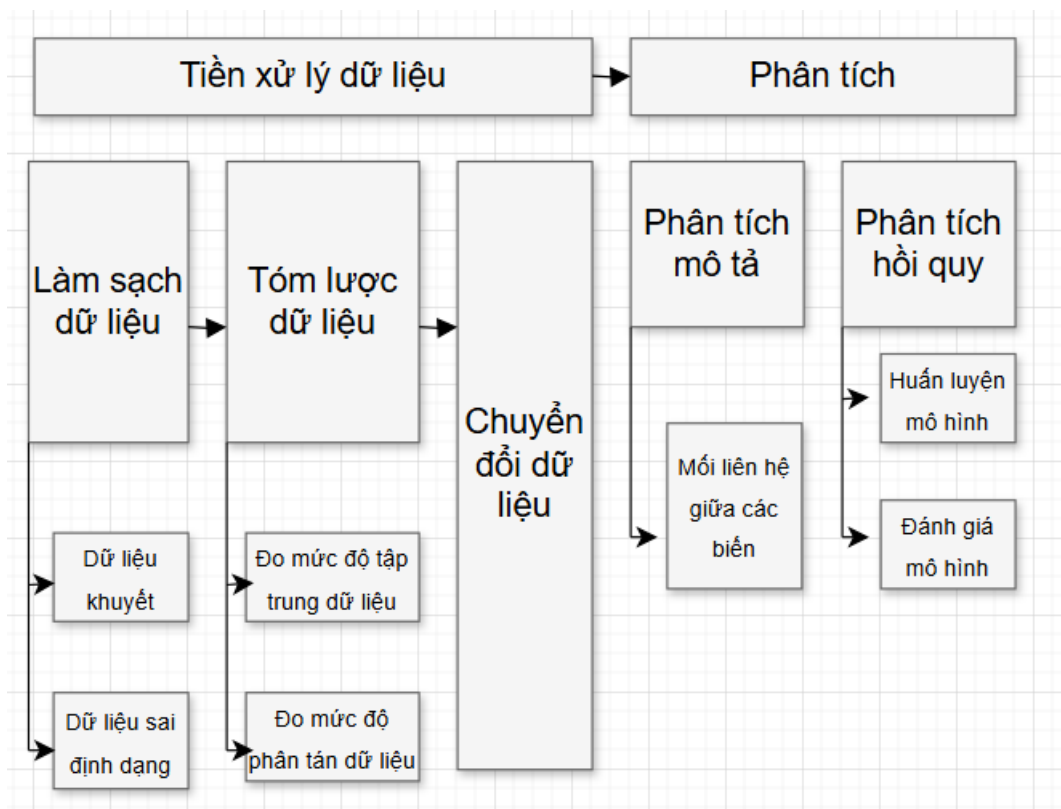 Tiền xử lý dữ liệu
Phân tích
Làm sạch
dữ liệu
Tóm lược
dữ liệu
Chuyển
đổi dữ
liệu
Phân tích
mô tả
Phân tích
hồi quy
Dữ liệu
khuyết
Dữ liệu sai
định dạng
Đo mức độ tập
trung dữ liệu
Đo mức độ
phân tán dữ liệu
Mối liên hệ
giữa các
biến
Huấn luyện
mô hình
Đánh giá
mô hình